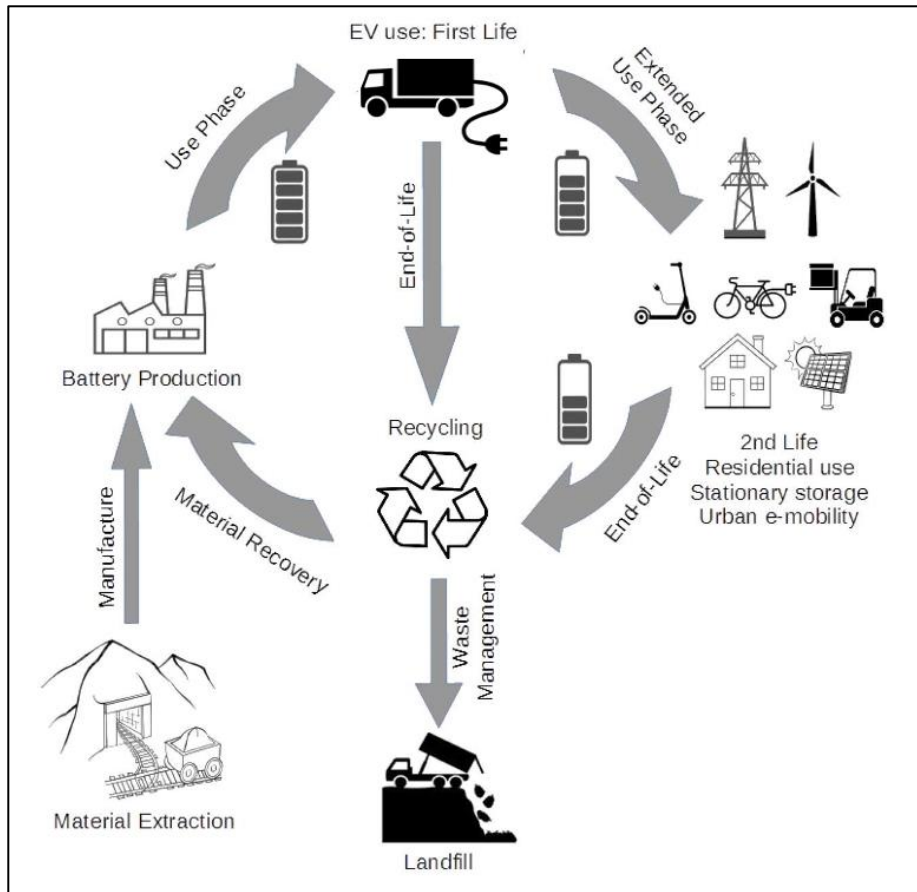 EV use: First Life
Use Phase
Extended
Use Phase
End-of-Life
Battery Production
Recycling
2nd Life
Residential use
Stationary storage
Urban e-mobility
End-of-Life
Manufacture
Material Recovery
Waste
Management
Material Extraction
Landfill